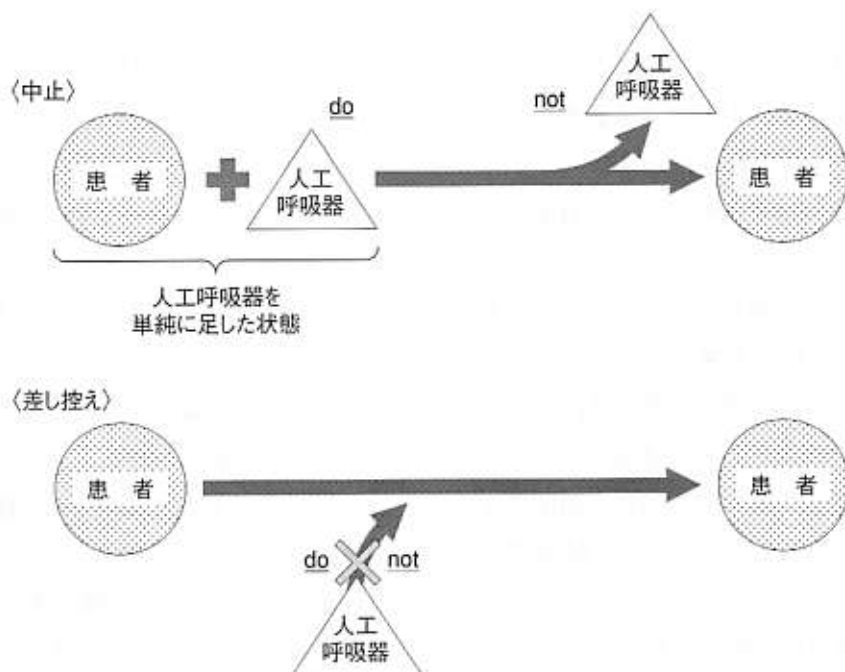 〈中止〉
do
not
人工
呼吸器
患 者
人工
呼吸器
患 者
人工呼吸器を
単純に足した状態
〈差し控え〉
患 者
患 者
do
not
人工
呼吸器